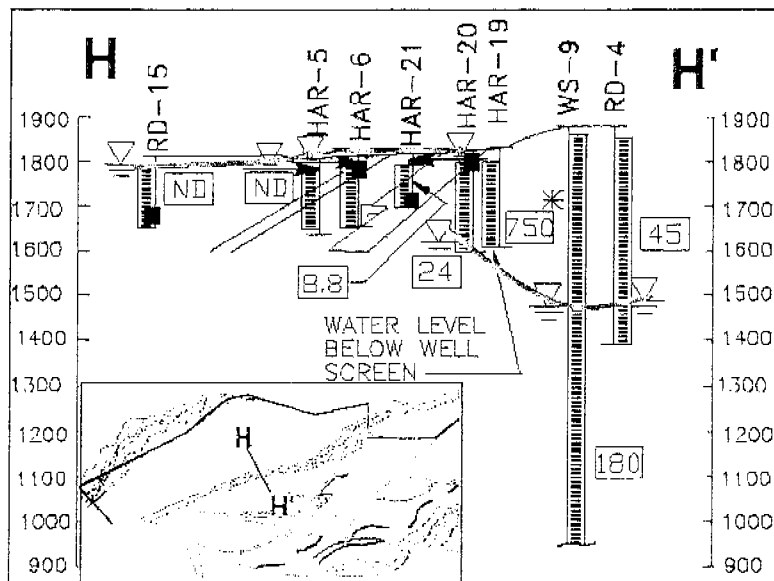 H
H'
RD-15
HAR-5
HAR-6
HAR-21
HAR-20
HAR-19
WS-9
RD-4
1900
1800
1700
1600
1500
1400
1300
1200
1100
1000
900
1900
1800
1700
1600
1500
1400
1300
1200
1100
1000
900
ND
ND
8.8
24
750
45
180
WATER LEVEL
BELOW WELL
SCREEN
H
H'